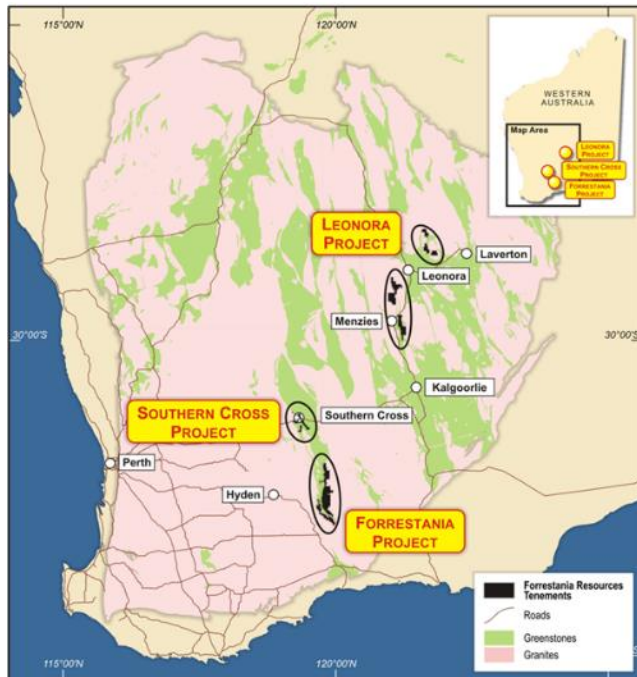 115°00'E
120°00'E
WESTERN
AUSTRALIA
Map Area
LEONORA
PROJECT
SOUTHERN CROSS
PROJECT
FORRESTANIA
PROJECT
LEONORA
PROJECT
Laverton
Leonora
Menzies
30°00'S
30°00'S
Kalgoorlie
SOUTHERN CROSS
PROJECT
Southern Cross
Perth
Hyden
FORRESTANIA
PROJECT
Forrestania Resources
Tenements
Roads
Greenstones
Granites
115°00'E
120°00'E